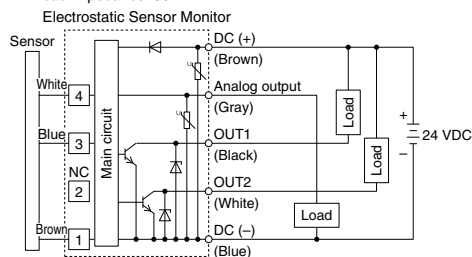 Electrostatic Sensor Monitor
Sensor
DC (+)
(Brown)
White
4
Analog output
(Gray)
Main circuit
Load
+
24 VDC
–
Blue
3
OUT1
(Black)
Load
NC
2
OUT2
(White)
Load
Brown
1
DC (–)
(Blue)